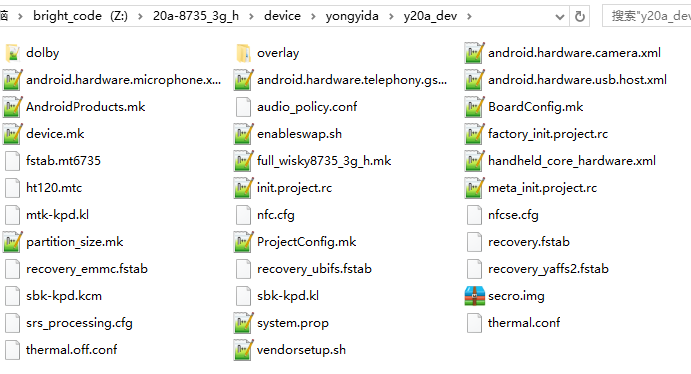 脑 › bright_code (Z:) › 20a-8735_3g_h › device › yongyida › y20a_dev › 搜索"y20a_dev"
dolby overlay android.hardware.camera.xml
android.hardware.microphone.x... android.hardware.telephony.gs... android.hardware.usb.host.xml
AndroidProducts.mk audio_policy.conf BoardConfig.mk
device.mk enableswap.sh factory_init.project.rc
fstab.mt6735 full_wisky8735_3g_h.mk handheld_core_hardware.xml
ht120.mtc init.project.rc meta_init.project.rc
mtk-kpd.kl nfc.cfg nfcse.cfg
partition_size.mk ProjectConfig.mk recovery.fstab
recovery_emmc.fstab recovery_ubifs.fstab recovery_yaffs2.fstab
sbk-kpd.kcm sbk-kpd.kl secro.img
srs_processing.cfg system.prop thermal.conf
thermal.off.conf vendorsetup.sh